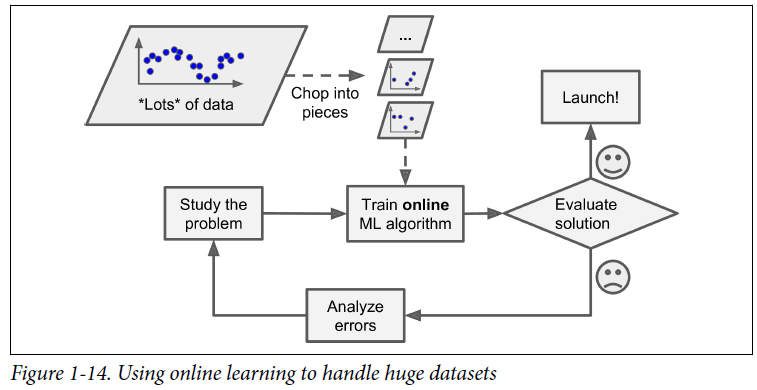 *Lots* of data
Chop into
pieces
...
Launch!
Study the
problem
Train online
ML algorithm
Evaluate
solution
Analyze
errors
Figure 1-14. Using online learning to handle huge datasets